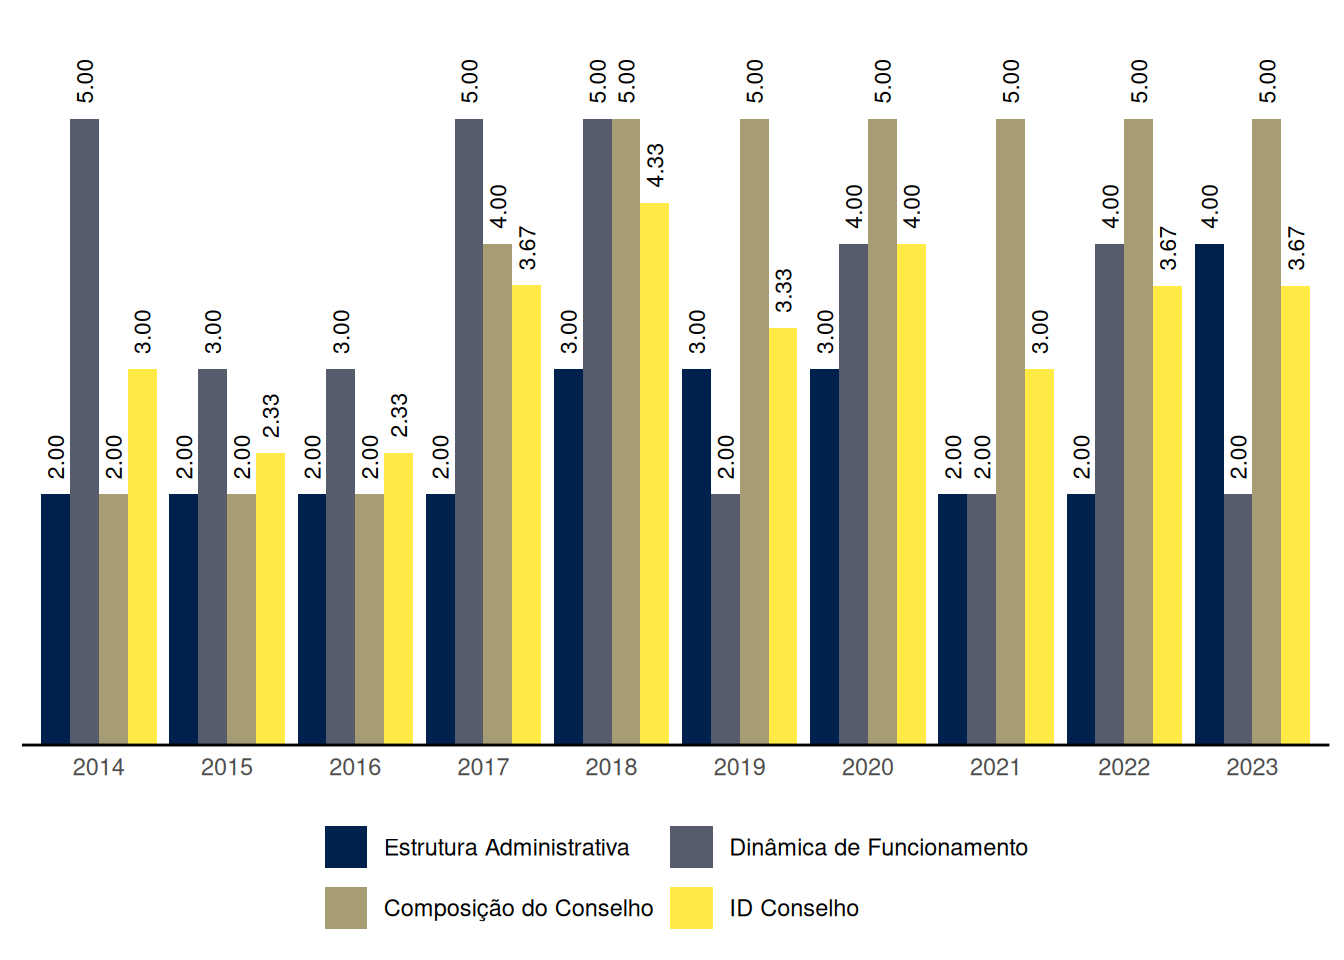 2.00 5.00 2.00 3.00
2.00 3.00 2.00 2.33
2.00 3.00 2.00 2.33
2.00 5.00 4.00 3.67
3.00 5.00 5.00 4.33
3.00 2.00 5.00 3.33
3.00 4.00 5.00 4.00
2.00 2.00 5.00 3.00
2.00 4.00 5.00 3.67
4.00 2.00 5.00 3.67
2014 2015 2016 2017 2018 2019 2020 2021 2022 2023
Estrutura Administrativa Dinâmica de Funcionamento
Composição do Conselho ID Conselho